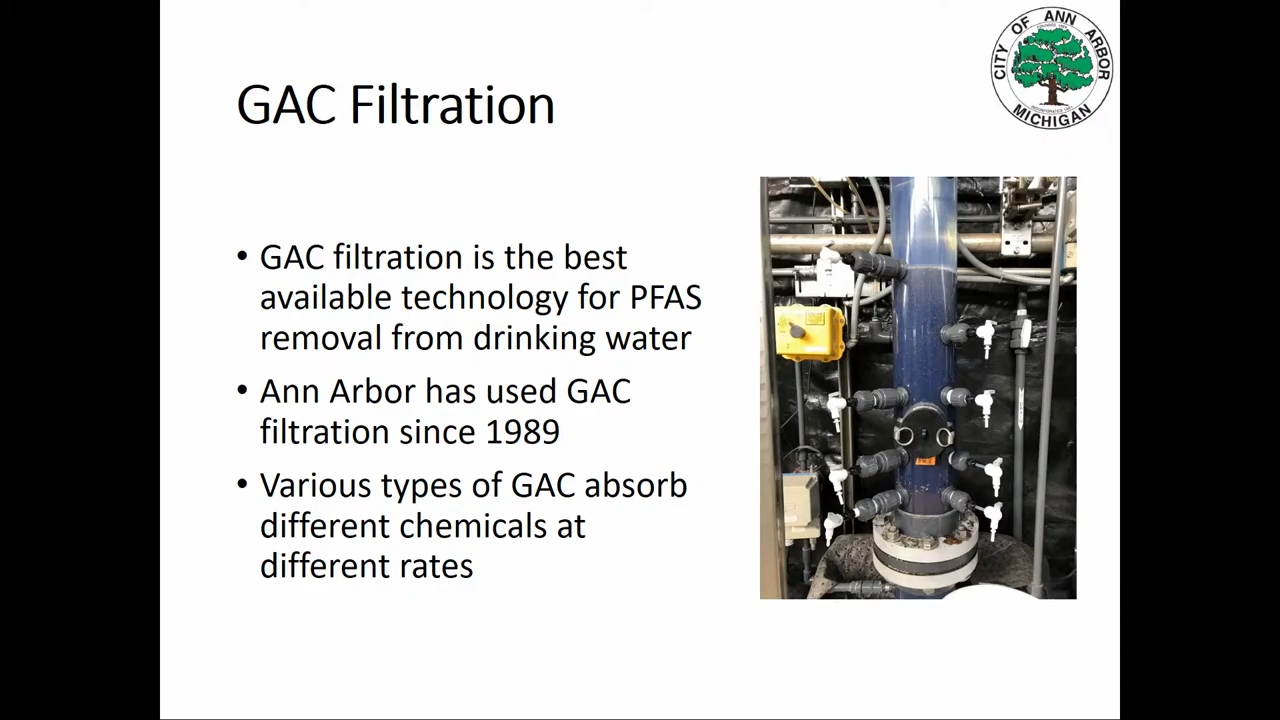 CITY OF ANN ARBOR
MICHIGAN
GAC Filtration
• GAC filtration is the best
available technology for PFAS
removal from drinking water
• Ann Arbor has used GAC
filtration since 1989
• Various types of GAC absorb
different chemicals at
different rates